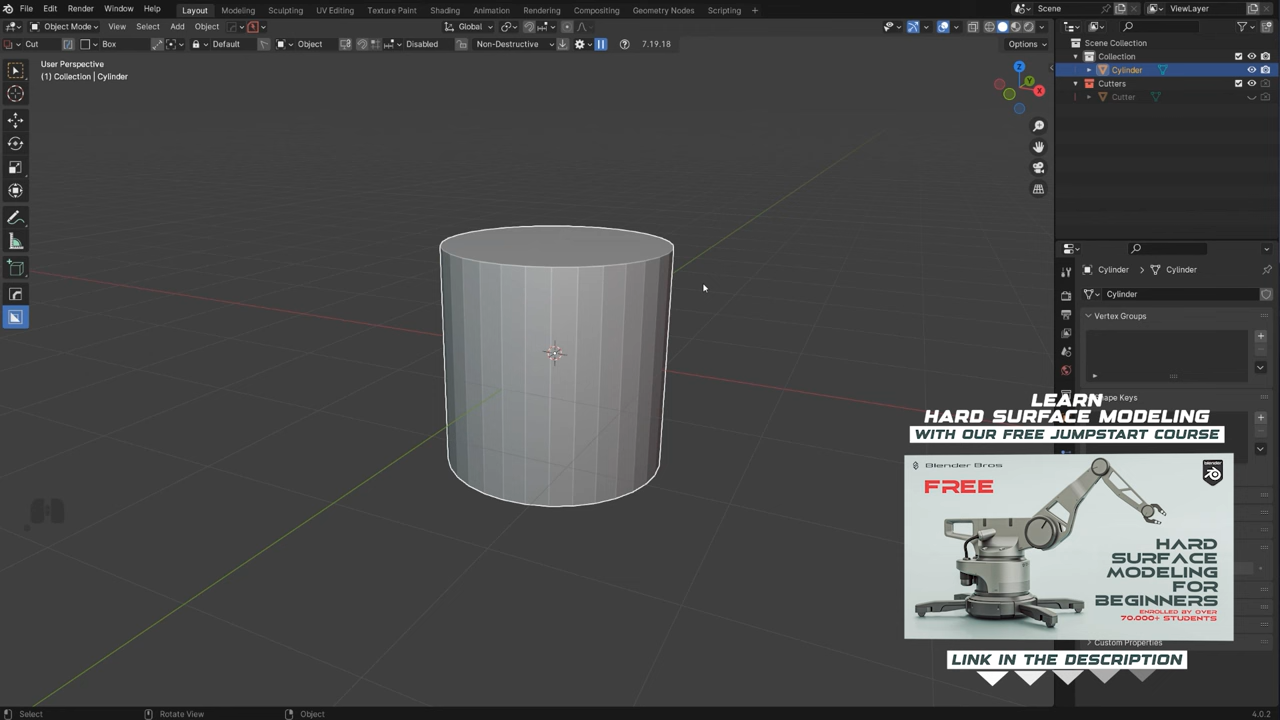 File Edit Render Window Help
Layout Modeling Sculpting UV Editing Texture Paint Shading Animation Rendering Compositing Geometry Nodes Scripting +
Scene
ViewLayer
Object Mode View Select Add Object
Global
Cut Box Default Object Disabled Non-Destructive 7.19.18
Options
User Perspective
(1) Collection | Cylinder
Z
Y
X
Scene Collection
Collection
Cylinder
Cutters
Cutter
Cylinder > Cylinder
Cylinder
Vertex Groups
hape Keys
LEARN
HARD SURFACE MODELING
WITH OUR FREE JUMPSTART COURSE
Blender Bros
FREE
HARD
SURFACE
MODELING
FOR
BEGINNERS
ENROLLED BY OVER
70.000+ STUDENTS
Custom Properties
LINK IN THE DESCRIPTION
Select Rotate View Object
4.0.2